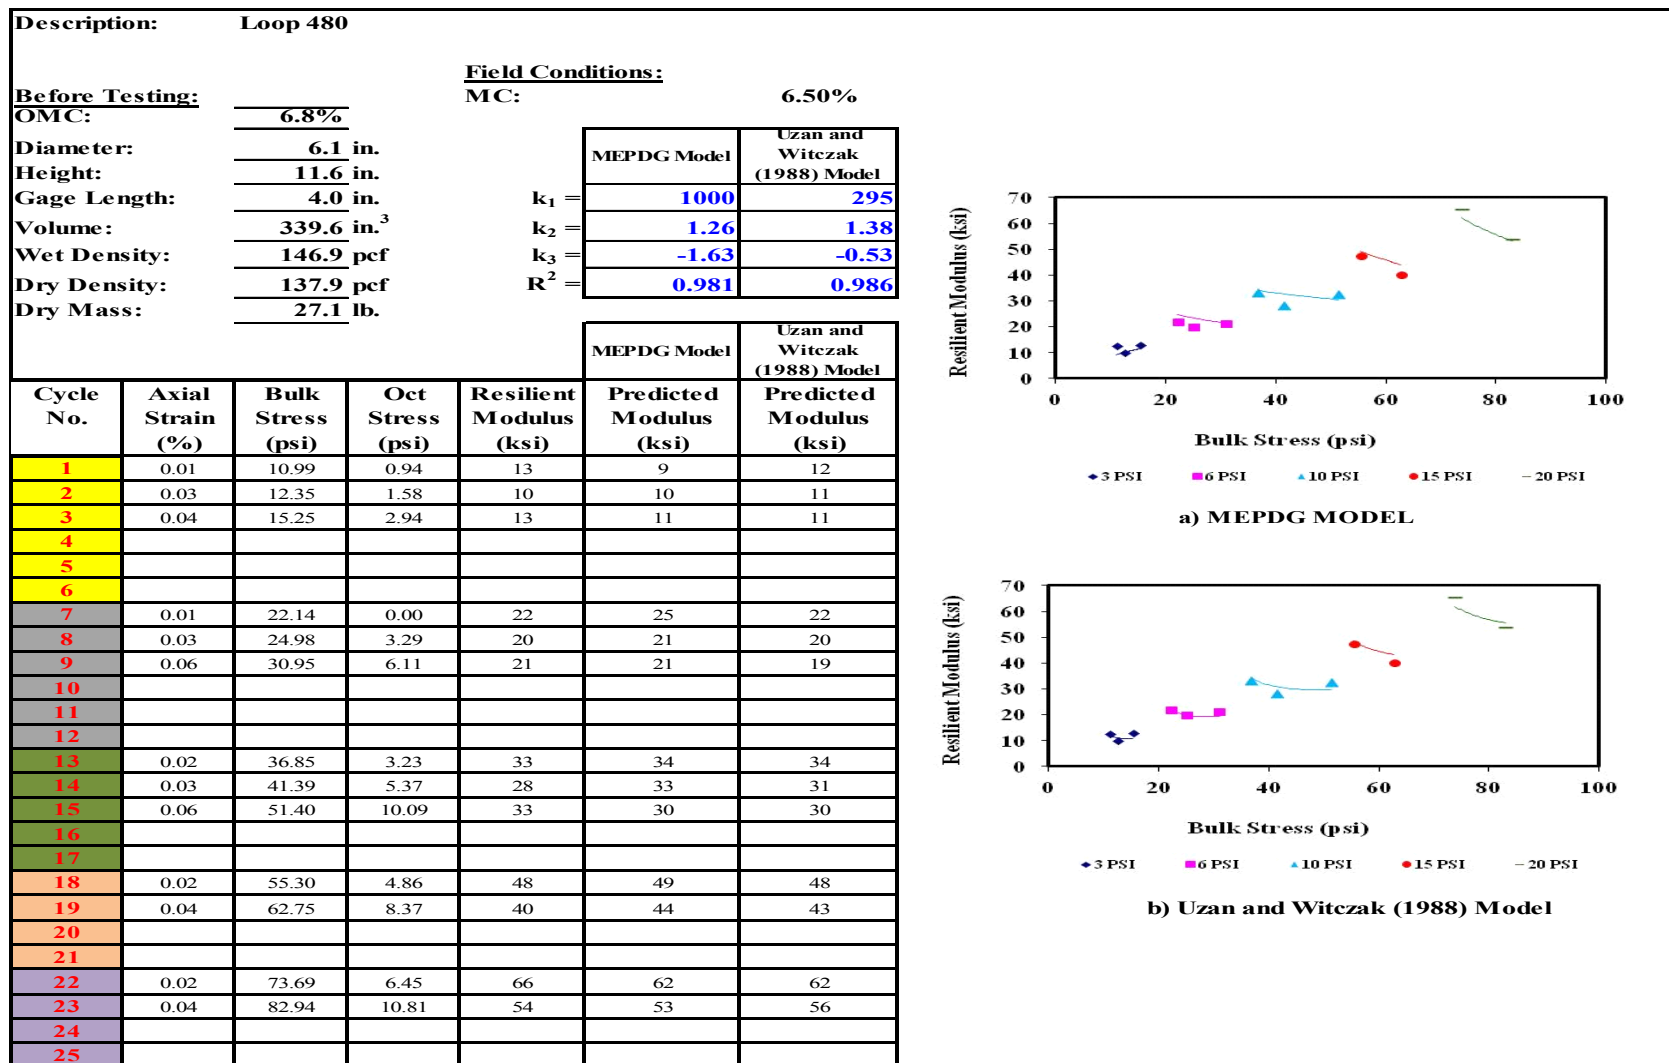 Description: Loop 480
Field Conditions:
Before Testing: MC: 6.50%
OMC: 6.8%
Diameter: 6.1 in.
Height: 11.6 in.
Gage Length: 4.0 in.
Volume: 339.6 in.³
Wet Density: 146.9 pcf
Dry Density: 137.9 pcf
Dry Mass: 27.1 lb.
MEPDG Model Uzan and Witczak (1988) Model
k₁ = 1000 295
k₂ = 1.26 1.38
k₃ = -1.63 -0.53
R² = 0.981 0.986
MEPDG Model Uzan and Witczak (1988) Model
Cycle No. Axial Strain (%) Bulk Stress (psi) Oct Stress (psi) Resilient Modulus (ksi) Predicted Modulus (ksi) Predicted Modulus (ksi)
1 0.01 10.99 0.94 13 9 12
2 0.03 12.35 1.58 10 10 11
3 0.04 15.25 2.94 13 11 11
4
5
6
7 0.01 22.14 0.00 22 25 22
8 0.03 24.98 3.29 20 21 20
9 0.06 30.95 6.11 21 21 19
10
11
12
13 0.02 36.85 3.23 33 34 34
14 0.03 41.39 5.37 28 33 31
15 0.06 51.40 10.09 33 30 30
16
17
18 0.02 55.30 4.86 48 49 48
19 0.04 62.75 8.37 40 44 43
20
21
22 0.02 73.69 6.45 66 62 62
23 0.04 82.94 10.81 54 53 56
24
25
Resilient Modulus (ksi)
70
60
50
40
30
20
10
0
0 20 40 60 80 100
Bulk Stress (psi)
3 PSI 6 PSI 10 PSI 15 PSI 20 PSI
a) MEPDG MODEL
Resilient Modulus (ksi)
70
60
50
40
30
20
10
0
0 20 40 60 80 100
Bulk Stress (psi)
3 PSI 6 PSI 10 PSI 15 PSI 20 PSI
b) Uzan and Witczak (1988) Model